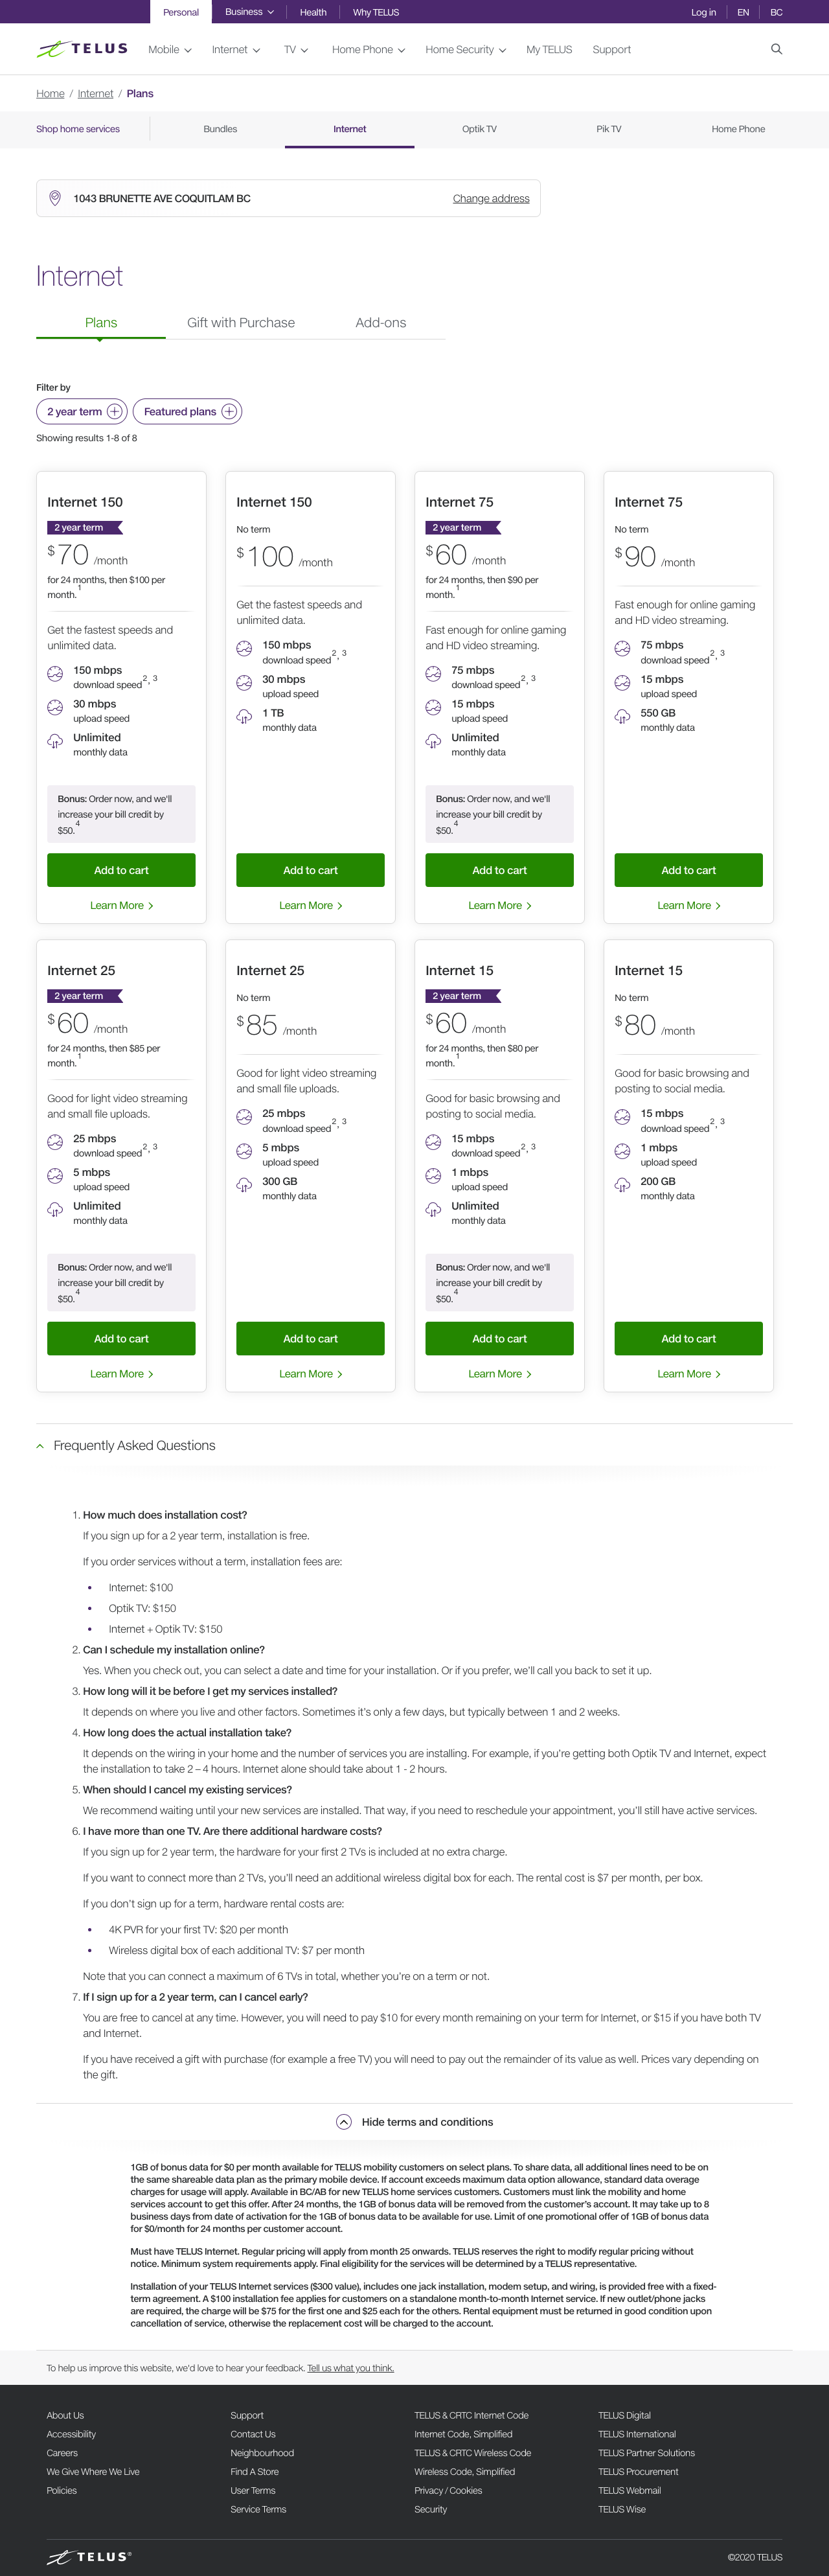 Personal Business Health Why TELUS Log in EN BC
TELUS Mobile Internet TV Home Phone Home Security My TELUS Support
Home / Internet / Plans
Shop home services Bundles Internet Optik TV Pik TV Home Phone
1043 BRUNETTE AVE COQUITLAM BC Change address
Internet
Plans Gift with Purchase Add-ons
Filter by
2 year term Featured plans
Showing results 1-8 of 8
Internet 150
2 year term
$70 /month
for 24 months, then $100 per
month.1
Get the fastest speeds and
unlimited data.
150 mbps
download speed2, 3
30 mbps
upload speed
Unlimited
monthly data
Bonus: Order now, and we'll
increase your bill credit by
$50.4
Add to cart
Learn More
Internet 150
No term
$100 /month
Get the fastest speeds and
unlimited data.
150 mbps
download speed2, 3
30 mbps
upload speed
1 TB
monthly data
Add to cart
Learn More
Internet 75
2 year term
$60 /month
for 24 months, then $90 per
month.1
Fast enough for online gaming
and HD video streaming.
75 mbps
download speed2, 3
15 mbps
upload speed
Unlimited
monthly data
Bonus: Order now, and we'll
increase your bill credit by
$50.4
Add to cart
Learn More
Internet 75
No term
$90 /month
Fast enough for online gaming
and HD video streaming.
75 mbps
download speed2, 3
15 mbps
upload speed
550 GB
monthly data
Add to cart
Learn More
Internet 25
2 year term
$60 /month
for 24 months, then $85 per
month.1
Good for light video streaming
and small file uploads.
25 mbps
download speed2, 3
5 mbps
upload speed
Unlimited
monthly data
Bonus: Order now, and we'll
increase your bill credit by
$50.4
Add to cart
Learn More
Internet 25
No term
$85 /month
Good for light video streaming
and small file uploads.
25 mbps
download speed2, 3
5 mbps
upload speed
300 GB
monthly data
Add to cart
Learn More
Internet 15
2 year term
$60 /month
for 24 months, then $80 per
month.1
Good for basic browsing and
posting to social media.
15 mbps
download speed2, 3
1 mbps
upload speed
Unlimited
monthly data
Bonus: Order now, and we'll
increase your bill credit by
$50.4
Add to cart
Learn More
Internet 15
No term
$80 /month
Good for basic browsing and
posting to social media.
15 mbps
download speed2, 3
1 mbps
upload speed
200 GB
monthly data
Add to cart
Learn More
Frequently Asked Questions
1. How much does installation cost?
If you sign up for a 2 year term, installation is free.
If you order services without a term, installation fees are:
• Internet: $100
• Optik TV: $150
• Internet + Optik TV: $150
2. Can I schedule my installation online?
Yes. When you check out, you can select a date and time for your installation. Or if you prefer, we'll call you back to set it up.
3. How long will it be before I get my services installed?
It depends on where you live and other factors. Sometimes it's only a few days, but typically between 1 and 2 weeks.
4. How long does the actual installation take?
It depends on the wiring in your home and the number of services you are installing. For example, if you're getting both Optik TV and Internet, expect
the installation to take 2 – 4 hours. Internet alone should take about 1 - 2 hours.
5. When should I cancel my existing services?
We recommend waiting until your new services are installed. That way, if you need to reschedule your appointment, you'll still have active services.
6. I have more than one TV. Are there additional hardware costs?
If you sign up for 2 year term, the hardware for your first 2 TVs is included at no extra charge.
If you want to connect more than 2 TVs, you'll need an additional wireless digital box for each. The rental cost is $7 per month, per box.
If you don't sign up for a term, hardware rental costs are:
• 4K PVR for your first TV: $20 per month
• Wireless digital box of each additional TV: $7 per month
Note that you can connect a maximum of 6 TVs in total, whether you're on a term or not.
7. If I sign up for a 2 year term, can I cancel early?
You are free to cancel at any time. However, you will need to pay $10 for every month remaining on your term for Internet, or $15 if you have both TV
and Internet.
If you have received a gift with purchase (for example a free TV) you will need to pay out the remainder of its value as well. Prices vary depending on
the gift.
Hide terms and conditions
1GB of bonus data for $0 per month available for TELUS mobility customers on select plans. To share data, all additional lines need to be on
the same shareable data plan as the primary mobile device. If account exceeds maximum data option allowance, standard data overage
charges for usage will apply. Available in BC/AB for new TELUS home services customers. Customers must link the mobility and home
services account to get this offer. After 24 months, the 1GB of bonus data will be removed from the customer's account. It may take up to 8
business days from date of activation for the 1GB of bonus data to be available for use. Limit of one promotional offer of 1GB of bonus data
for $0/month for 24 months per customer account.
Must have TELUS Internet. Regular pricing will apply from month 25 onwards. TELUS reserves the right to modify regular pricing without
notice. Minimum system requirements apply. Final eligibility for the services will be determined by a TELUS representative.
Installation of your TELUS Internet services ($300 value), includes one jack installation, modem setup, and wiring, is provided free with a fixed-
term agreement. A $100 installation fee applies for customers on a standalone month-to-month Internet service. If new outlet/phone jacks
are required, the charge will be $75 for the first one and $25 each for the others. Rental equipment must be returned in good condition upon
cancellation of service, otherwise the replacement cost will be charged to the account.
To help us improve this website, we'd love to hear your feedback. Tell us what you think.
About Us Support TELUS & CRTC Internet Code TELUS Digital
Accessibility Contact Us Internet Code, Simplified TELUS International
Careers Neighbourhood TELUS & CRTC Wireless Code TELUS Partner Solutions
We Give Where We Live Find A Store Wireless Code, Simplified TELUS Procurement
Policies User Terms Privacy / Cookies TELUS Webmail
Service Terms Security TELUS Wise
TELUS® ©2020 TELUS